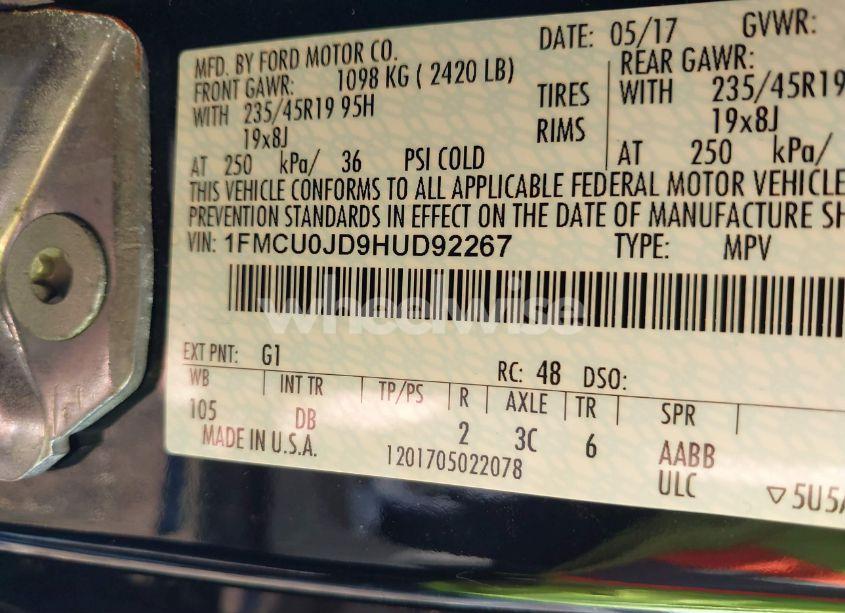 MFD. BY FORD MOTOR CO. DATE: 05/17 GVWR:
FRONT GAWR: 1098 KG ( 2420 LB) REAR GAWR:
WITH 235/45R19 95H TIRES WITH 235/45R19
19x8J RIMS 19x8J
AT 250 kPa/ 36 PSI COLD AT 250 kPa/
THIS VEHICLE CONFORMS TO ALL APPLICABLE FEDERAL MOTOR VEHICLE
PREVENTION STANDARDS IN EFFECT ON THE DATE OF MANUFACTURE SH
VIN: 1FMCU0JD9HUD92267 TYPE: MPV
wheelwise
EXT PNT: G1 RC: 48 DSO:
WB INT TR TP/PS R AXLE TR SPR
105 DB 2 3C 6 AABB
MADE IN U.S.A. 1201705022078 ULC
5U5A